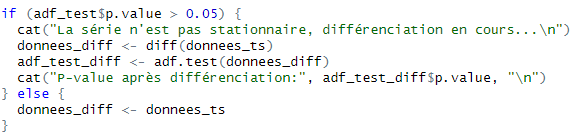 if (adf_test$p.value > 0.05) {
  cat("La série n'est pas stationnaire, différenciation en cours...\n")
  donnees_diff <- diff(donnees_ts)
  adf_test_diff <- adf.test(donnees_diff)
  cat("P-value après différenciation:", adf_test_diff$p.value, "\n")
} else {
  donnees_diff <- donnees_ts
}